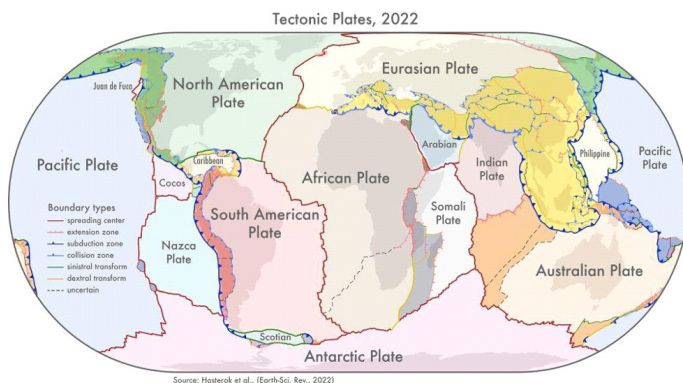 Tectonic Plates, 2022
Eurasian Plate
North American
Plate
Juan de Fuca
Arabian
Philippine
Caribbean
Pacific Plate
Indian
Plate
Pacific
Plate
African Plate
Cocos
Somali
Plate
South American
Plate
Boundary types
spreading center
extension zone
subduction zone
collision zone
sinistral transform
dextral transform
uncertain
Nazca
Plate
Australian Plate
Scotian
Antarctic Plate
Source: Hasterok et al., (Earth-Sci. Rev., 2022)